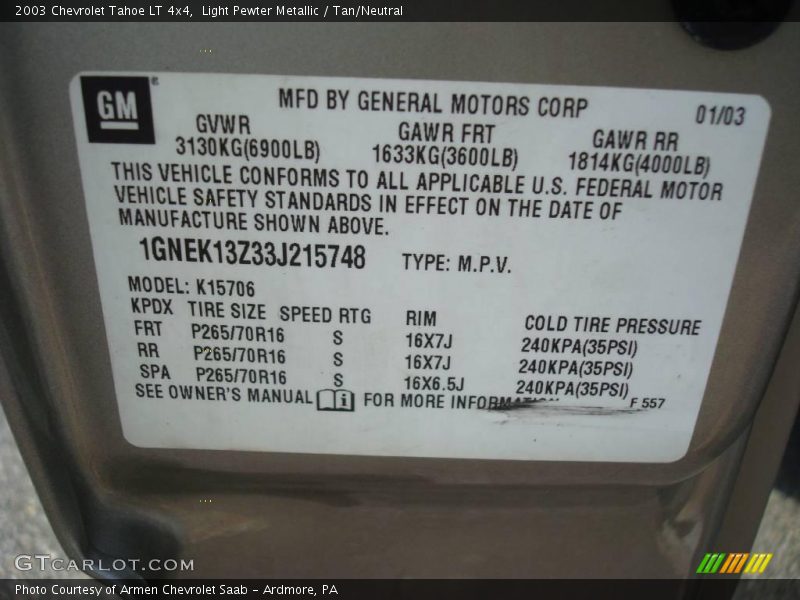 2003 Chevrolet Tahoe LT 4x4,  Light Pewter Metallic / Tan/Neutral
GM ® MFD BY GENERAL MOTORS CORP 01/03
GVWR GAWR FRT GAWR RR
3130KG(6900LB) 1633KG(3600LB) 1814KG(4000LB)
THIS VEHICLE CONFORMS TO ALL APPLICABLE U.S. FEDERAL MOTOR
VEHICLE SAFETY STANDARDS IN EFFECT ON THE DATE OF
MANUFACTURE SHOWN ABOVE.
1GNEK13Z33J215748 TYPE: M.P.V.
MODEL: K15706
KPDX TIRE SIZE SPEED RTG RIM COLD TIRE PRESSURE
FRT P265/70R16 S 16X7J 240KPA(35PSI)
RR P265/70R16 S 16X7J 240KPA(35PSI)
SPA P265/70R16 S 16X6.5J 240KPA(35PSI)
SEE OWNER'S MANUAL i FOR MORE INFORMATION F 557
GTCARLOT.COM
Photo Courtesy of Armen Chevrolet Saab - Ardmore, PA